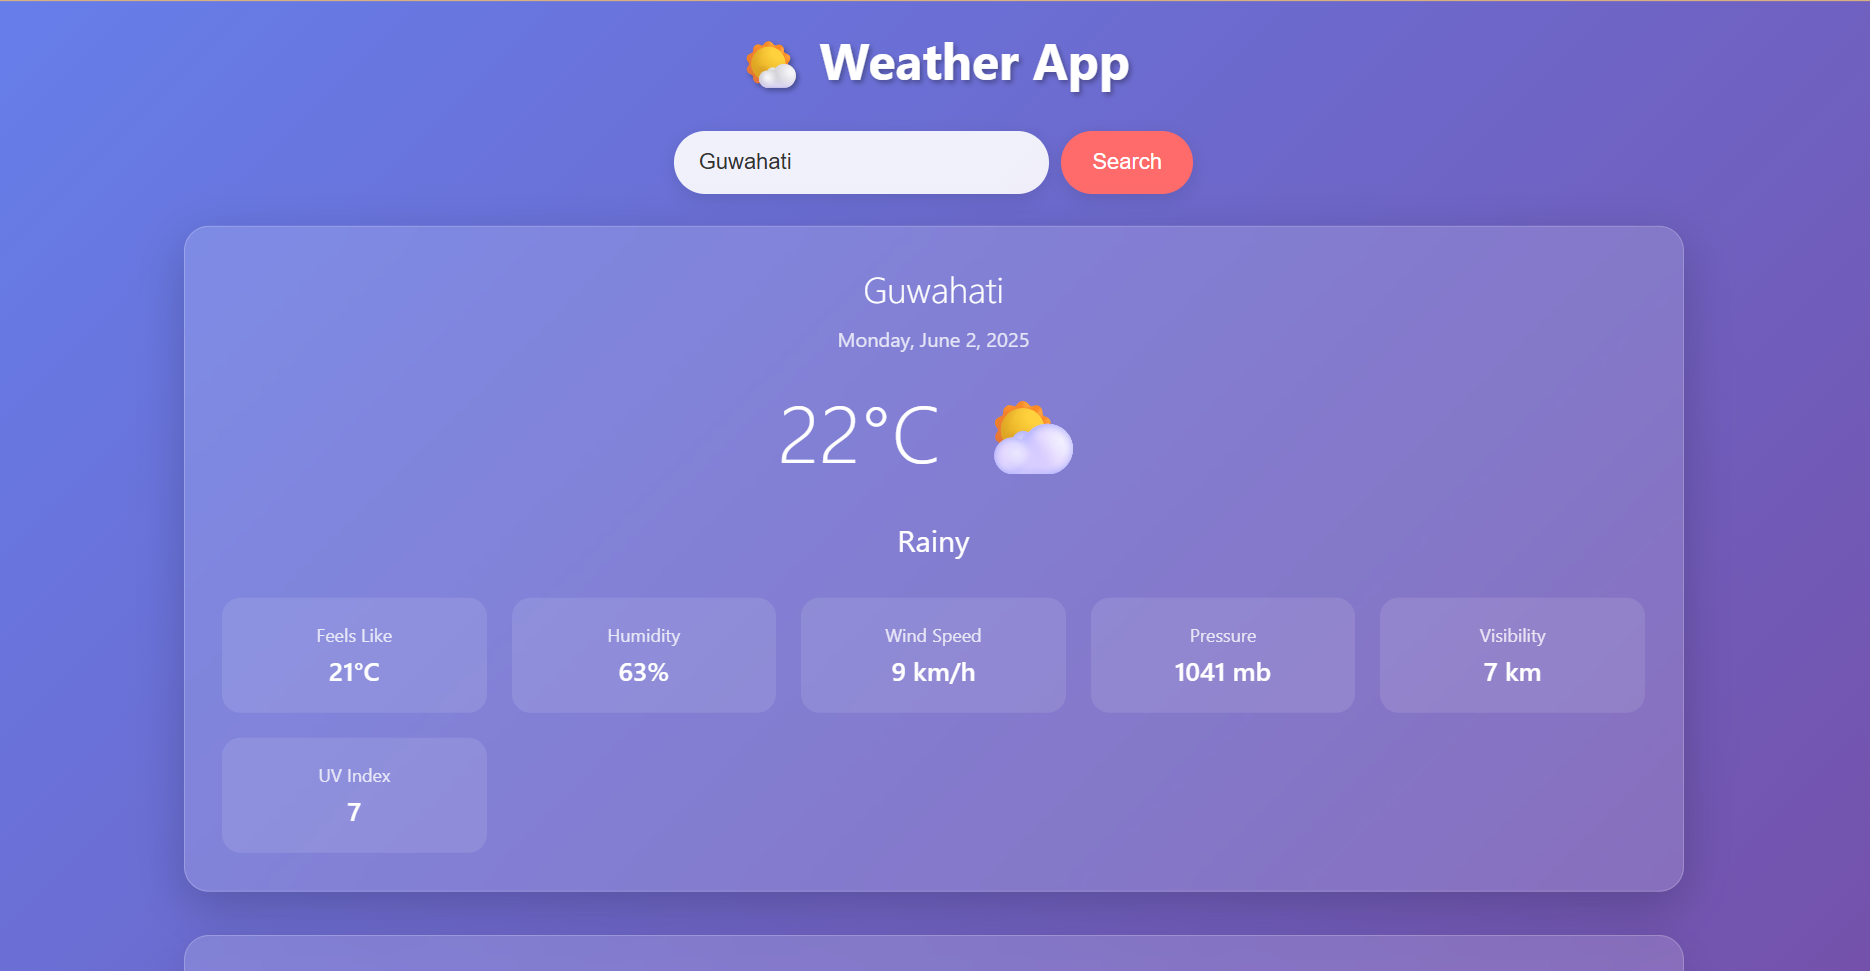 Weather App
Guwahati
Search
Guwahati
Monday, June 2, 2025
22°C
Rainy
Feels Like
21°C
Humidity
63%
Wind Speed
9 km/h
Pressure
1041 mb
Visibility
7 km
UV Index
7